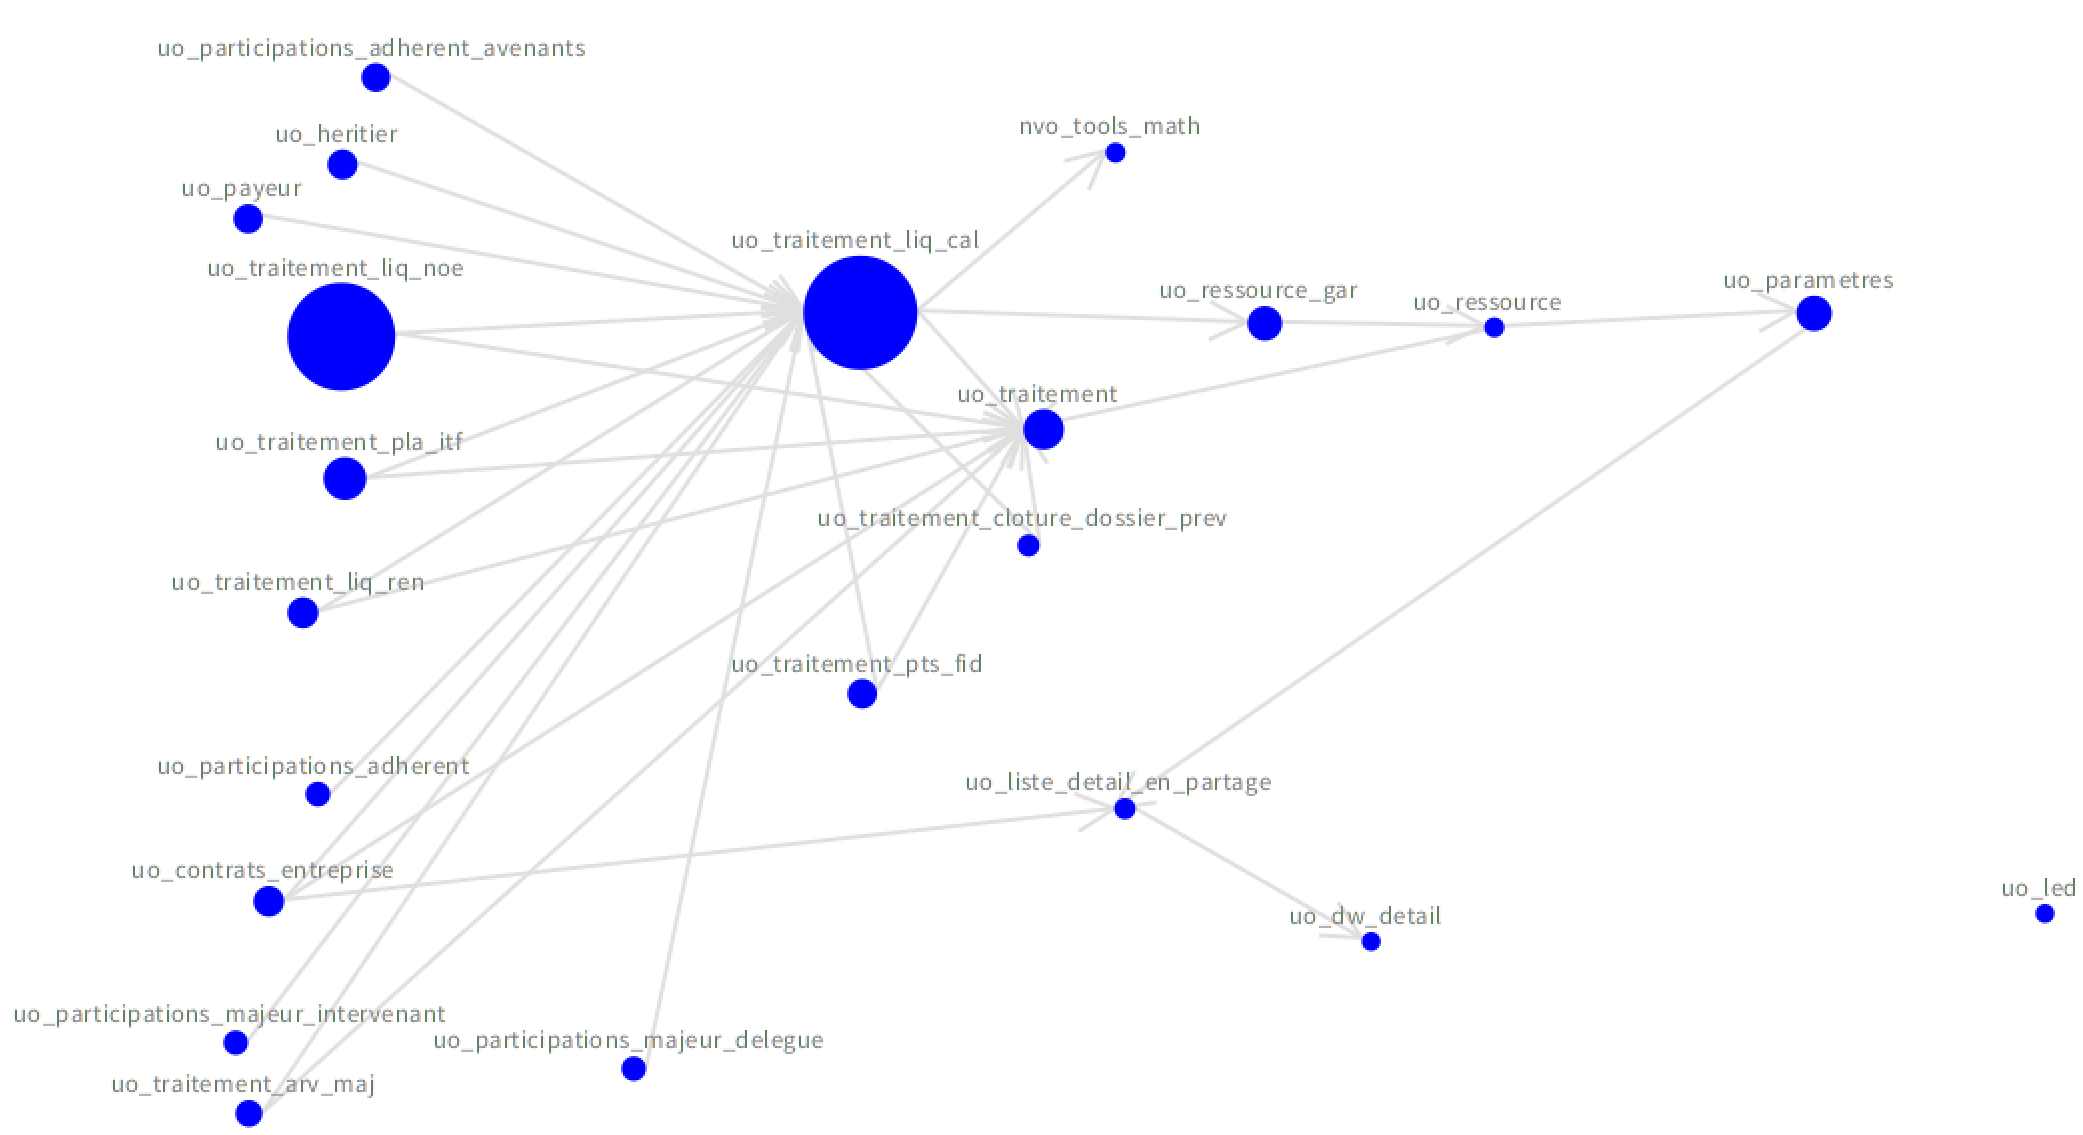 uo_participations_adherent_avenants
nvo_tools_math
uo_heritier
uo_payeur
uo_traitement_liq_cal
uo_traitement_liq_noe
uo_parametres
uo_ressource_gar
uo_ressource
uo_traitement
uo_traitement_pla_itf
uo_traitement_cloture_dossier_prev
uo_traitement_liq_ren
uo_traitement_pts_fid
uo_participations_adherent
uo_liste_detail_en_partage
uo_contrats_entreprise
uo_led
uo_dw_detail
uo_participations_majeur_intervenant
uo_participations_majeur_delegue
uo_traitement_arv_maj